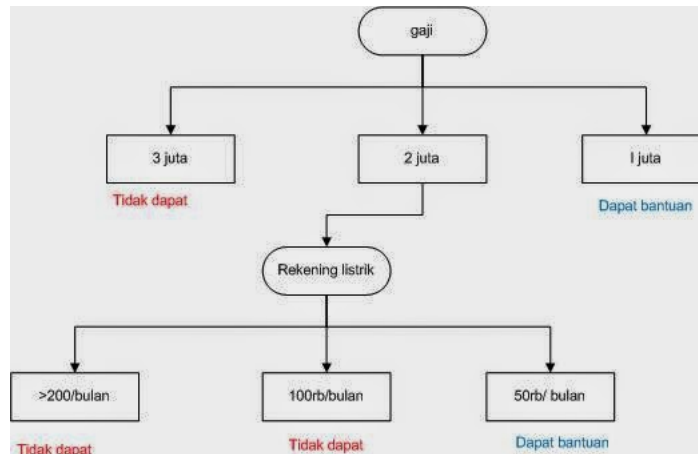 gaji
3 juta
2 juta
l juta
Tidak dapat
Dapat bantuan
Rekening listrik
>200/bulan
100rb/bulan
50rb/ bulan
Tidak dapat
Tidak dapat
Dapat bantuan